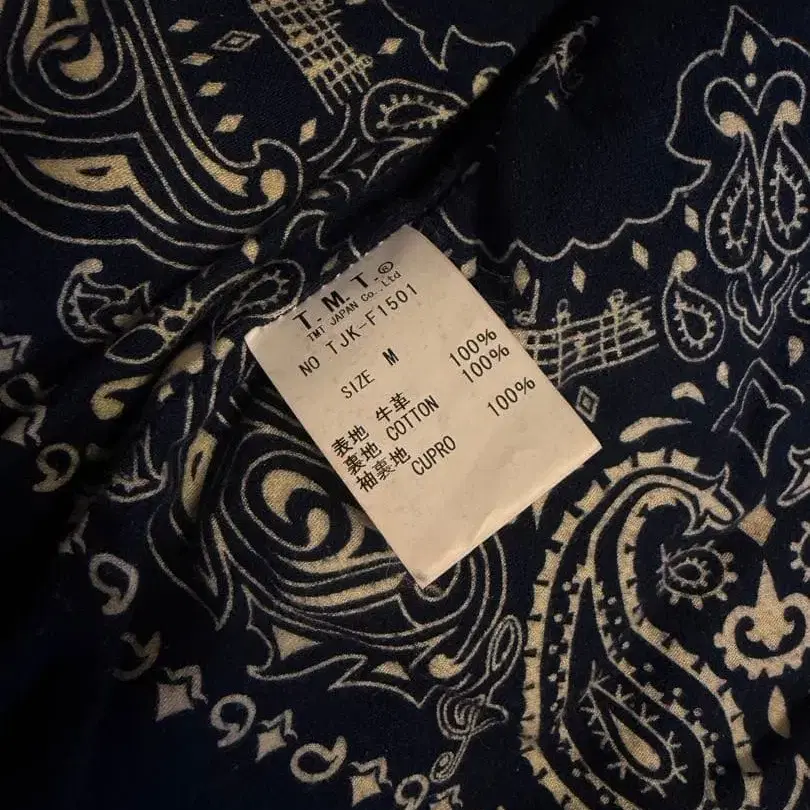 T-M.T-®
TMT JAPAN Co.,Ltd
NO TJK-F1501
SIZE M
表地 牛革 100%
裏地 COTTON 100%
袖裏地 CUPRO 100%